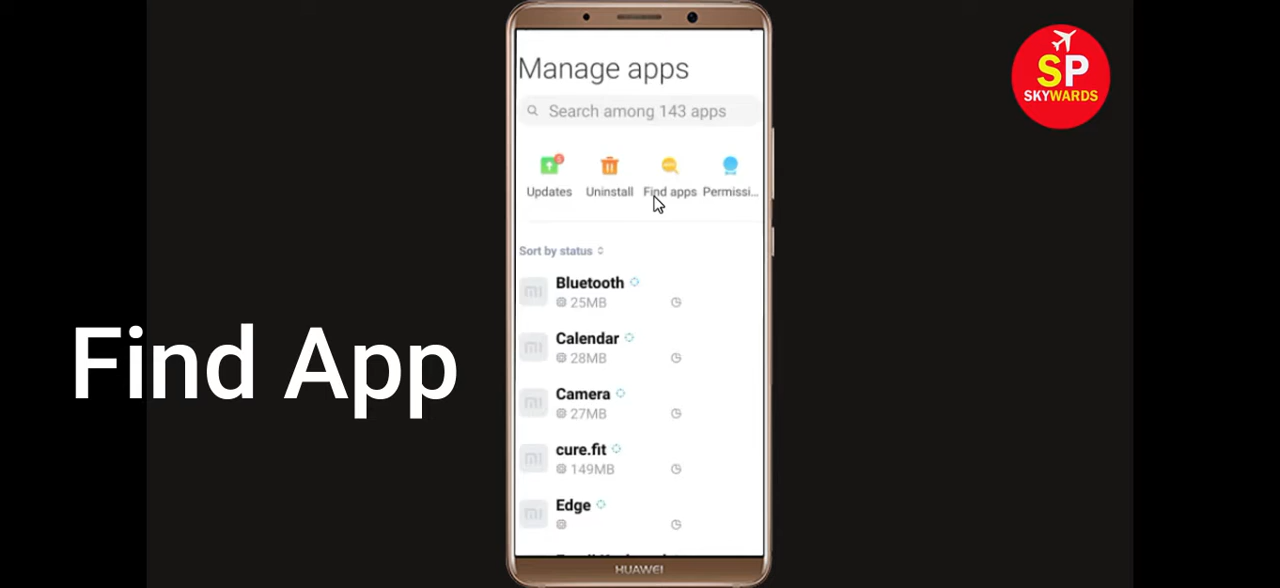 SP
SKYWARDS
Manage apps
Search among 143 apps
Updates
Uninstall
Find apps
Permissi...
Sort by status
Bluetooth
25MB
Calendar
28MB
Camera
27MB
cure.fit
149MB
Edge
Find App
HUAWEI